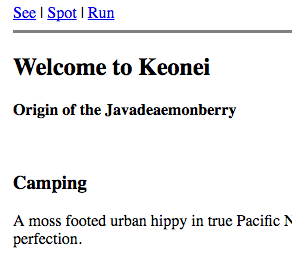 See | Spot | Run
Welcome to Keonei
Origin of the Javadeaemonberry
Camping
A moss footed urban hippy in true Pacific
perfection.